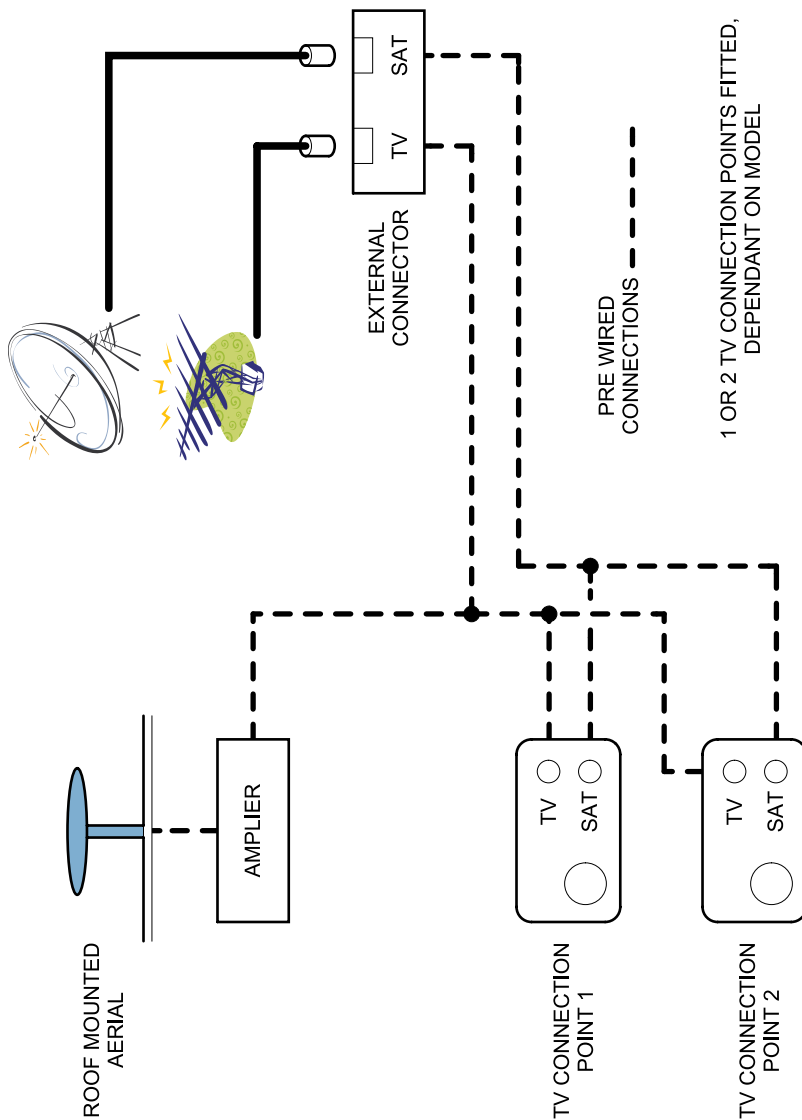 ROOF MOUNTED
AERIAL
AMPLIER
TV CONNECTION
POINT 1
TV
SAT
TV CONNECTION
POINT 2
TV
SAT
EXTERNAL
CONNECTOR
TV
SAT
PRE WIRED
CONNECTIONS
1 OR 2 TV CONNECTION POINTS FITTED,
DEPENDANT ON MODEL